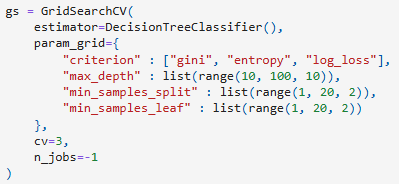 gs = GridSearchCV(
    estimator=DecisionTreeClassifier(),
    param_grid={
        "criterion" : ["gini", "entropy", "log_loss"],
        "max_depth" : list(range(10, 100, 10)),
        "min_samples_split" : list(range(1, 20, 2)),
        "min_samples_leaf" : list(range(1, 20, 2))
    },
    cv=3,
    n_jobs=-1
)